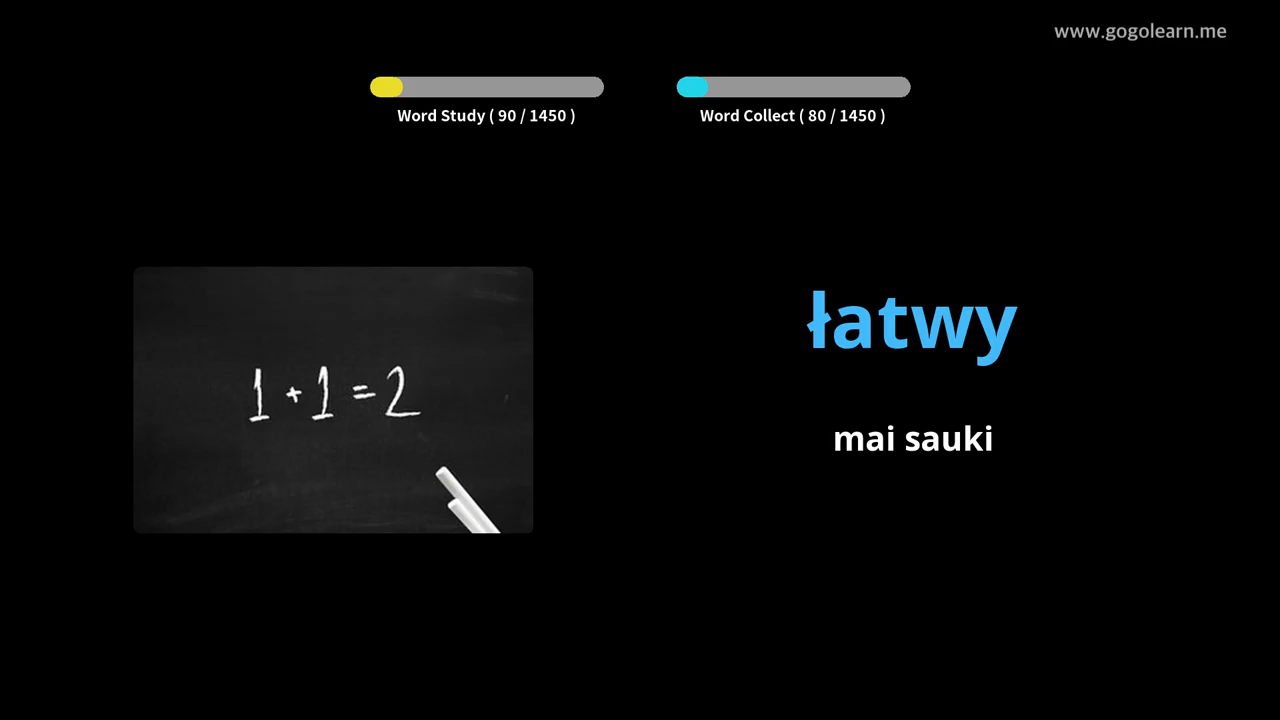 www.gogolearn.me
Word Study ( 90 / 1450 )
Word Collect ( 80 / 1450 )
1 + 1 = 2
łatwy
mai sauki